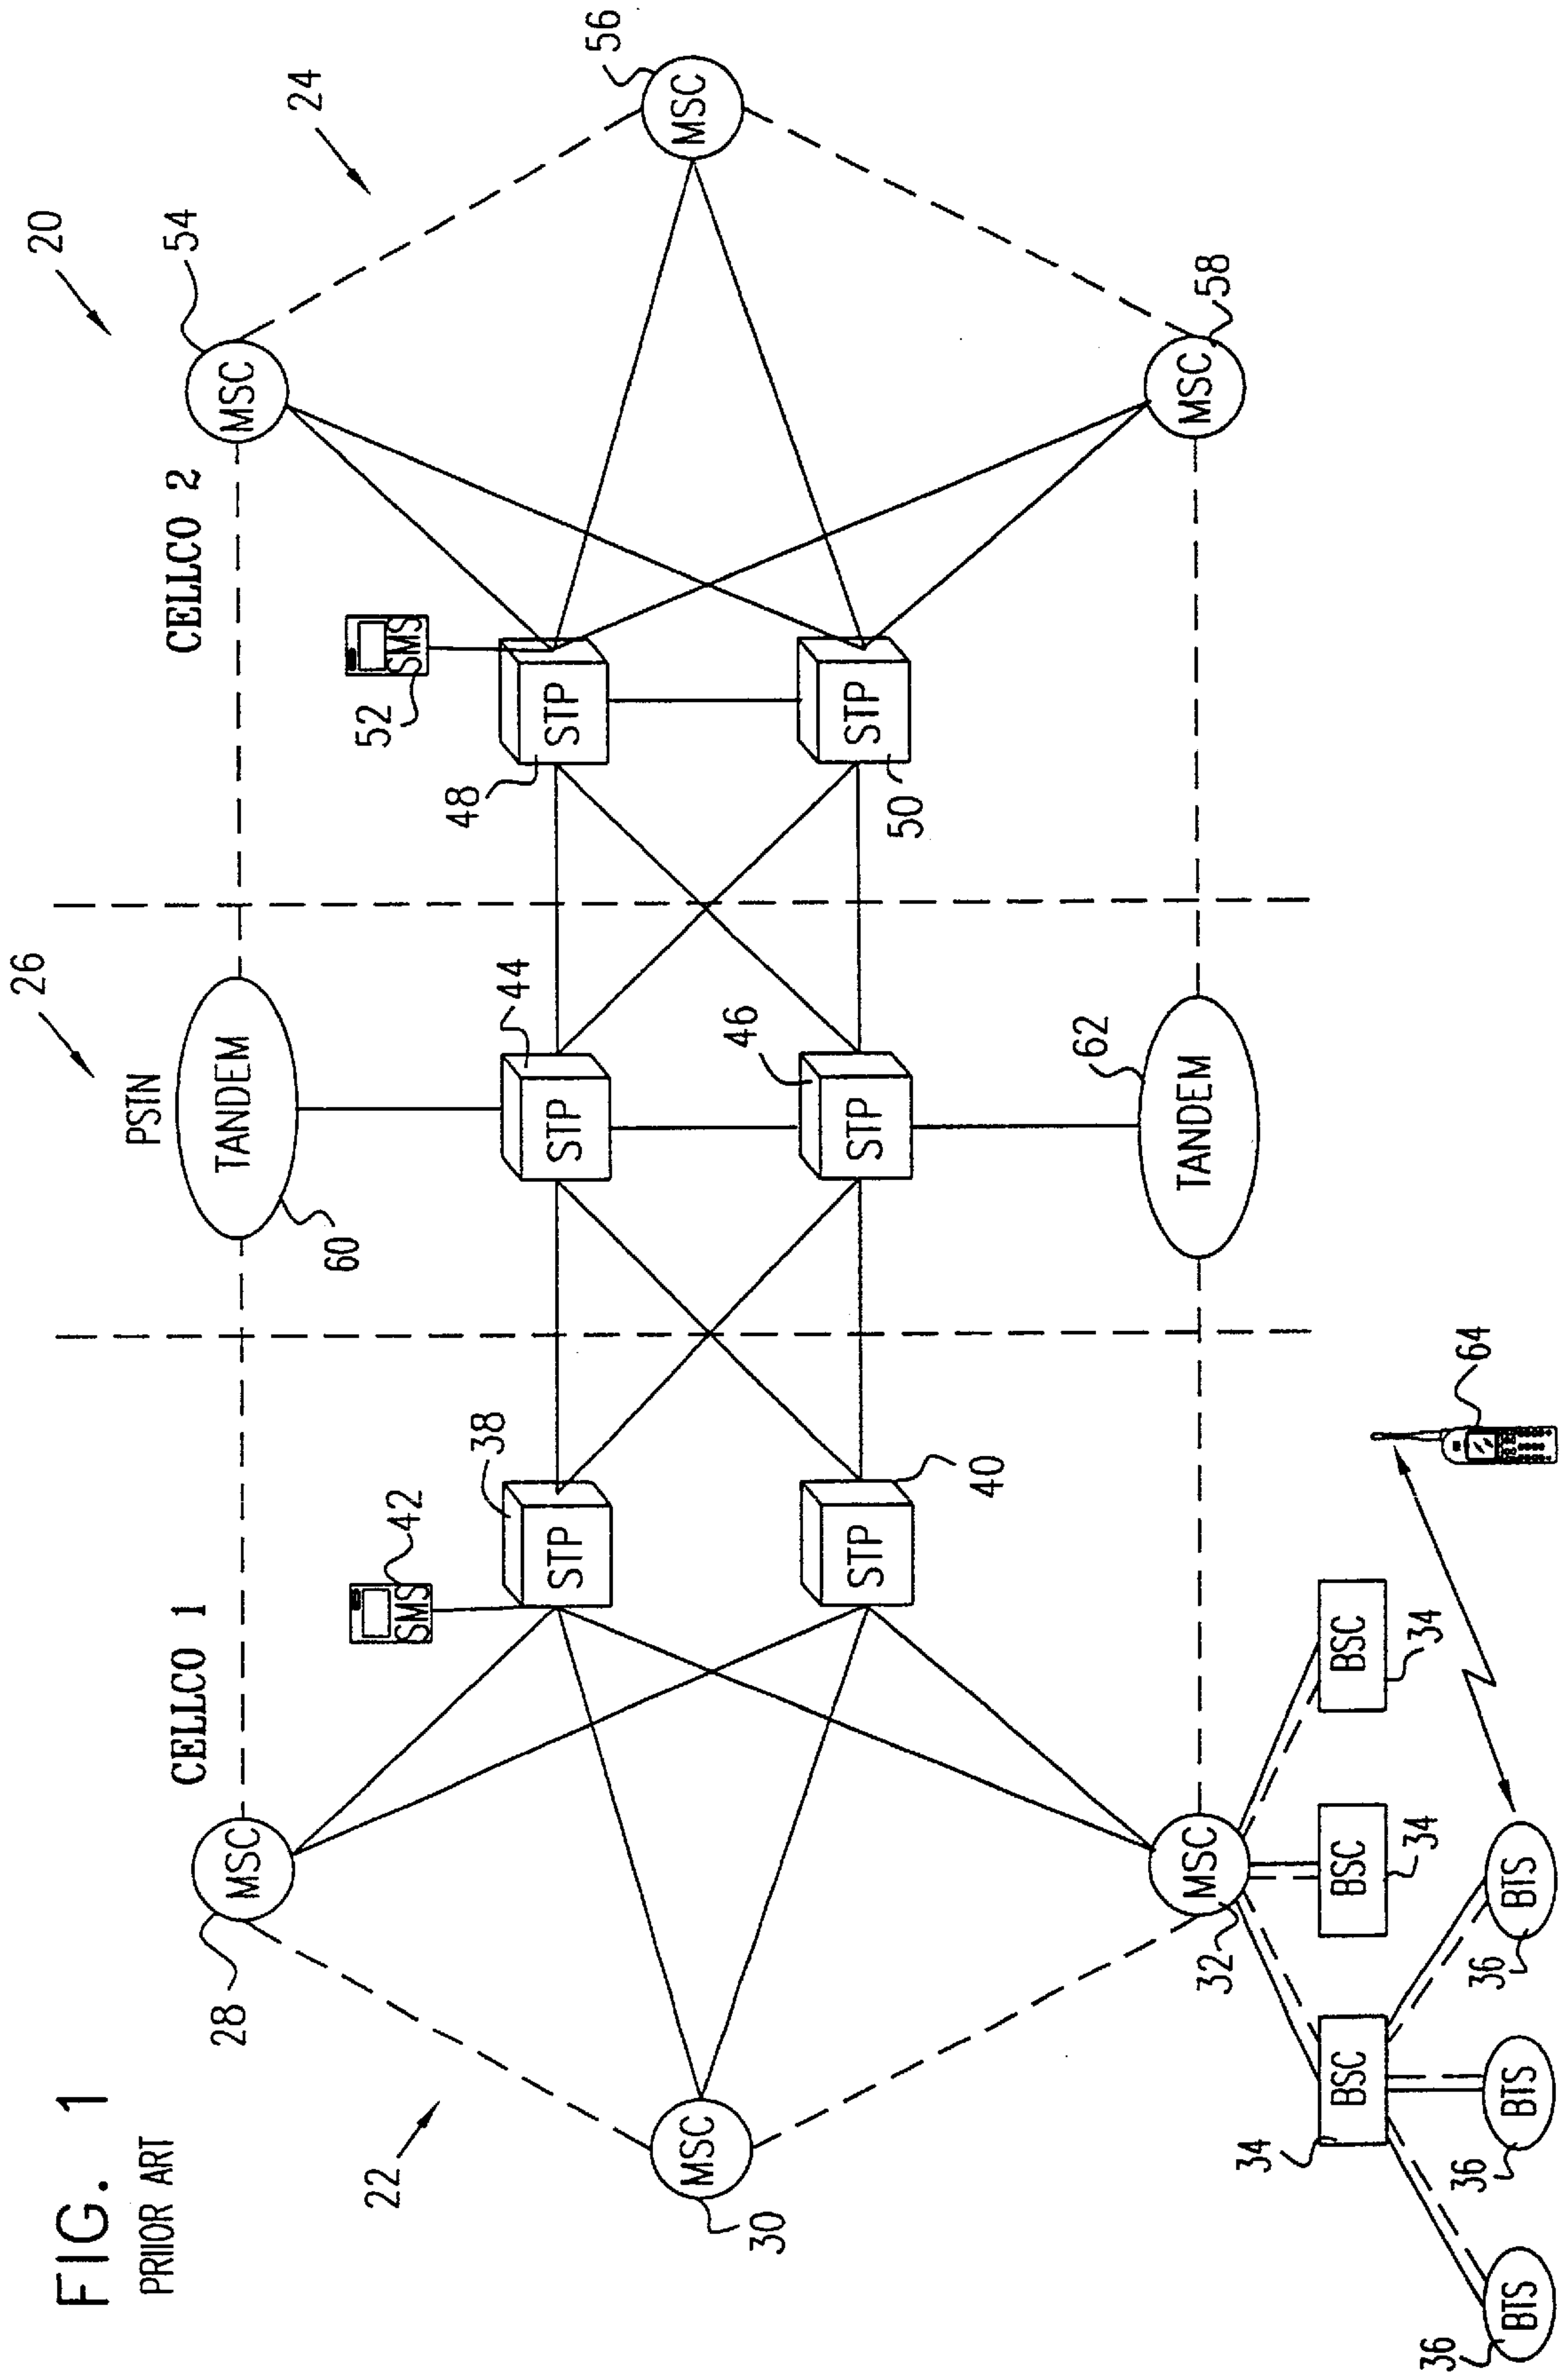 FIG. 1
PRIIOR ART
20
24
26
22
CELLCO 1
PSTN
CELLCO 2
28
MSC
TANDEM
60
MSC
54
SMS
42
SMS
52
STP
38
STP
44
STP
48
MSC
30
MSC
56
STP
40
STP
46
STP
50
MSC
32
TANDEM
62
MSC
58
BSC
34
BSC
34
BSC
34
BTS
36
BTS
36
BTS
36
64